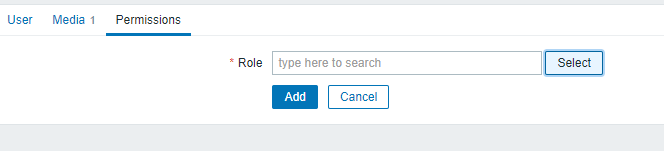 User Media 1 Permissions
* Role type here to search Select
Add Cancel